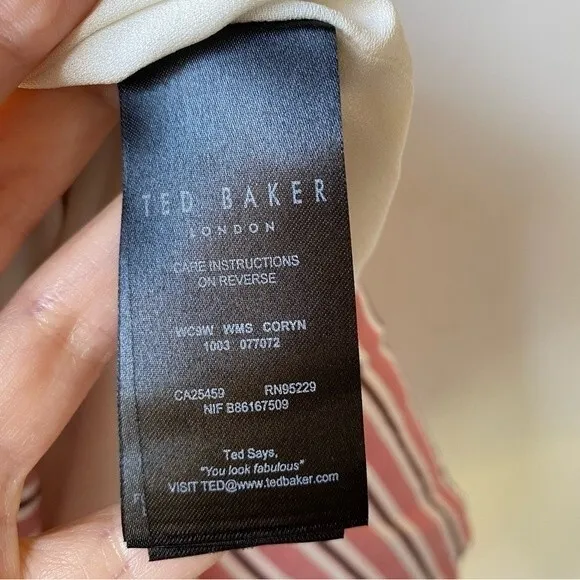 TED BAKER
LONDON
CARE INSTRUCTIONS
ON REVERSE
WC9W WMS CORYN
1003 077072
CA25459 RN95229
NIF B86167509
Ted Says,
"You look fabulous"
VISIT TED@www.tedbaker.com